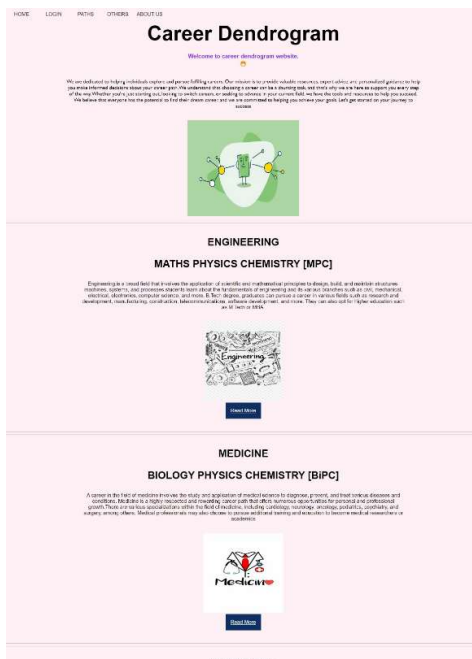 HOME LOGIN PATHS OTHERS ABOUT US
Career Dendrogram
Welcome to career dendrogram website.
We are dedicated to helping individuals explore and pursue fulfilling careers. Our mission is to provide valuable resources, expert advice, and personalized guidance to help
you make informed decisions about your career path. We understand that choosing a career can be a daunting task, and that's why we are here to support you every step
of the way. Whether you're just starting out, looking to switch careers, or seeking to advance in your current field, we have the tools and resources to help you succeed.
We believe that everyone has the potential to find their dream career and we are committed to helping you achieve your goals. Let's get started on your journey to
success
ENGINEERING
MATHS PHYSICS CHEMISTRY [MPC]
Engineering is a broad field that involves the application of scientific and mathematical principles to design, build, and maintain structures
machines, systems, and processes students learn about the fundamentals of engineering and its various branches such as civil, mechanical,
electrical, electronics, computer science, and more. B.Tech degree, graduates can pursue a career in various fields such as research and
development, manufacturing, construction, telecommunications, software development, and more. They can also opt for higher education such
as M.Tech or MBA
Engineering
Read More
MEDICINE
BIOLOGY PHYSICS CHEMISTRY [BiPC]
A career in the field of medicine involves the study and application of medical science to diagnose, prevent, and treat various diseases and
conditions. Medicine is a highly respected and rewarding career path that offers numerous opportunities for personal and professional
growth.There are various specializations within the field of medicine, including cardiology, neurology, oncology, pediatrics, psychiatry, and
surgery, among others. Medical professionals may also choose to pursue additional training and education to become medical researchers or
academics
Medicine
Read More